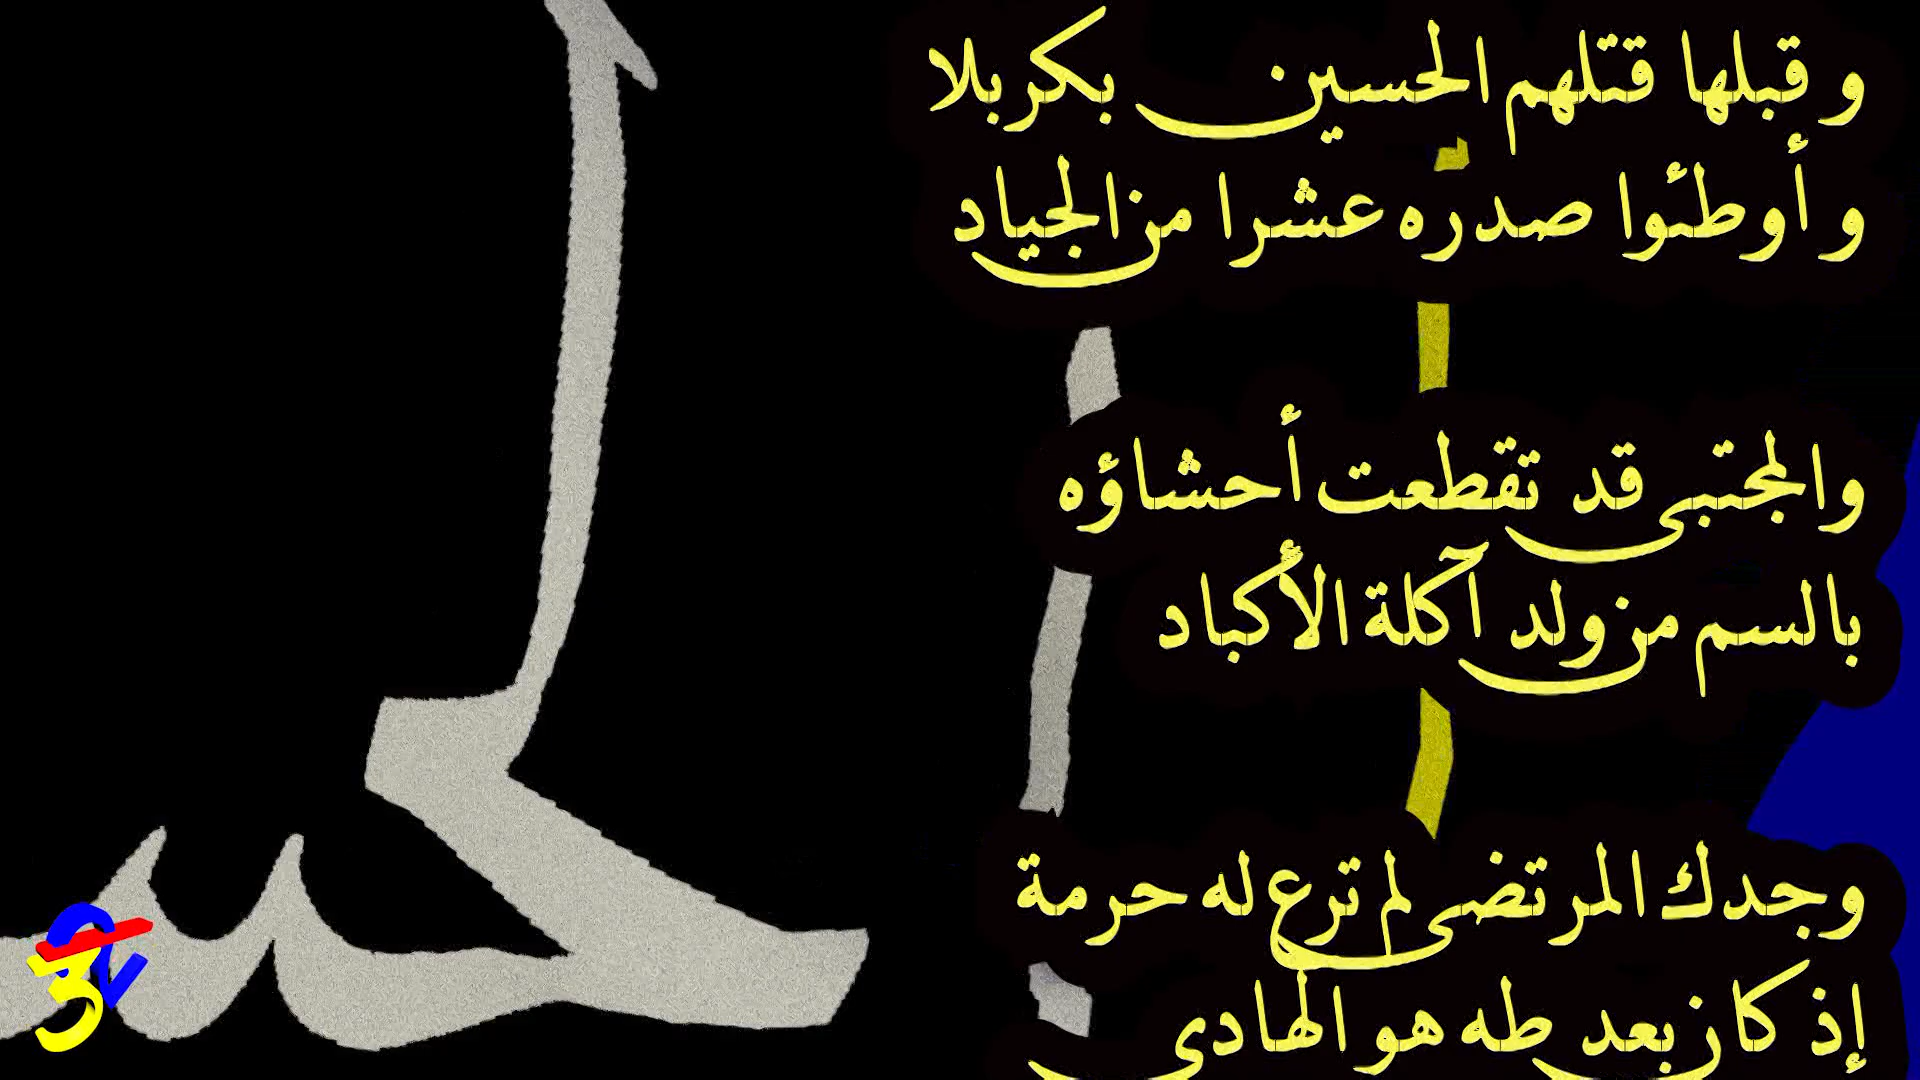 و قبلها قتلهم الحسين بكربلا
و أوطئوا صدره عشرا من الجياد
والمجتبى قد تقطعت أحشاؤه
بالسم من ولد آكلة الأكباد
وجدك المرتضى لم ترع له حرمة
إذ كان بعد طه هو الهادي